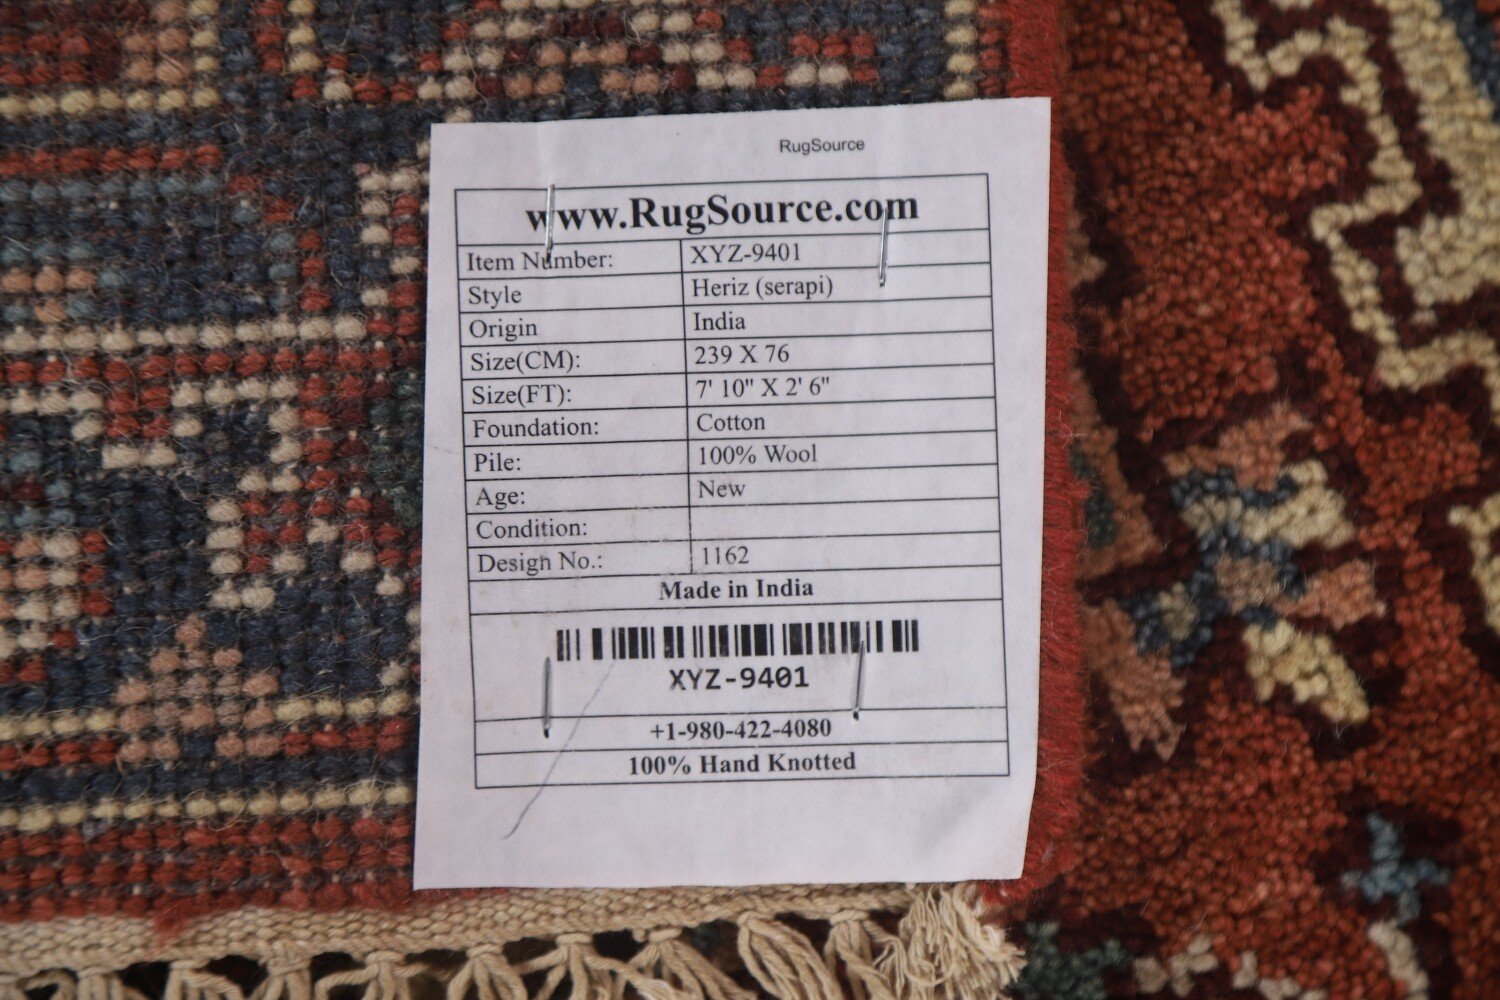 RugSource
www.RugSource.com
Item Number: XYZ-9401
Style Heriz (serapi)
Origin India
Size(CM): 239 X 76
Size(FT): 7' 10" X 2' 6"
Foundation: Cotton
Pile: 100% Wool
Age: New
Condition:
Design No.: 1162
Made in India
XYZ-9401
+1-980-422-4080
100% Hand Knotted